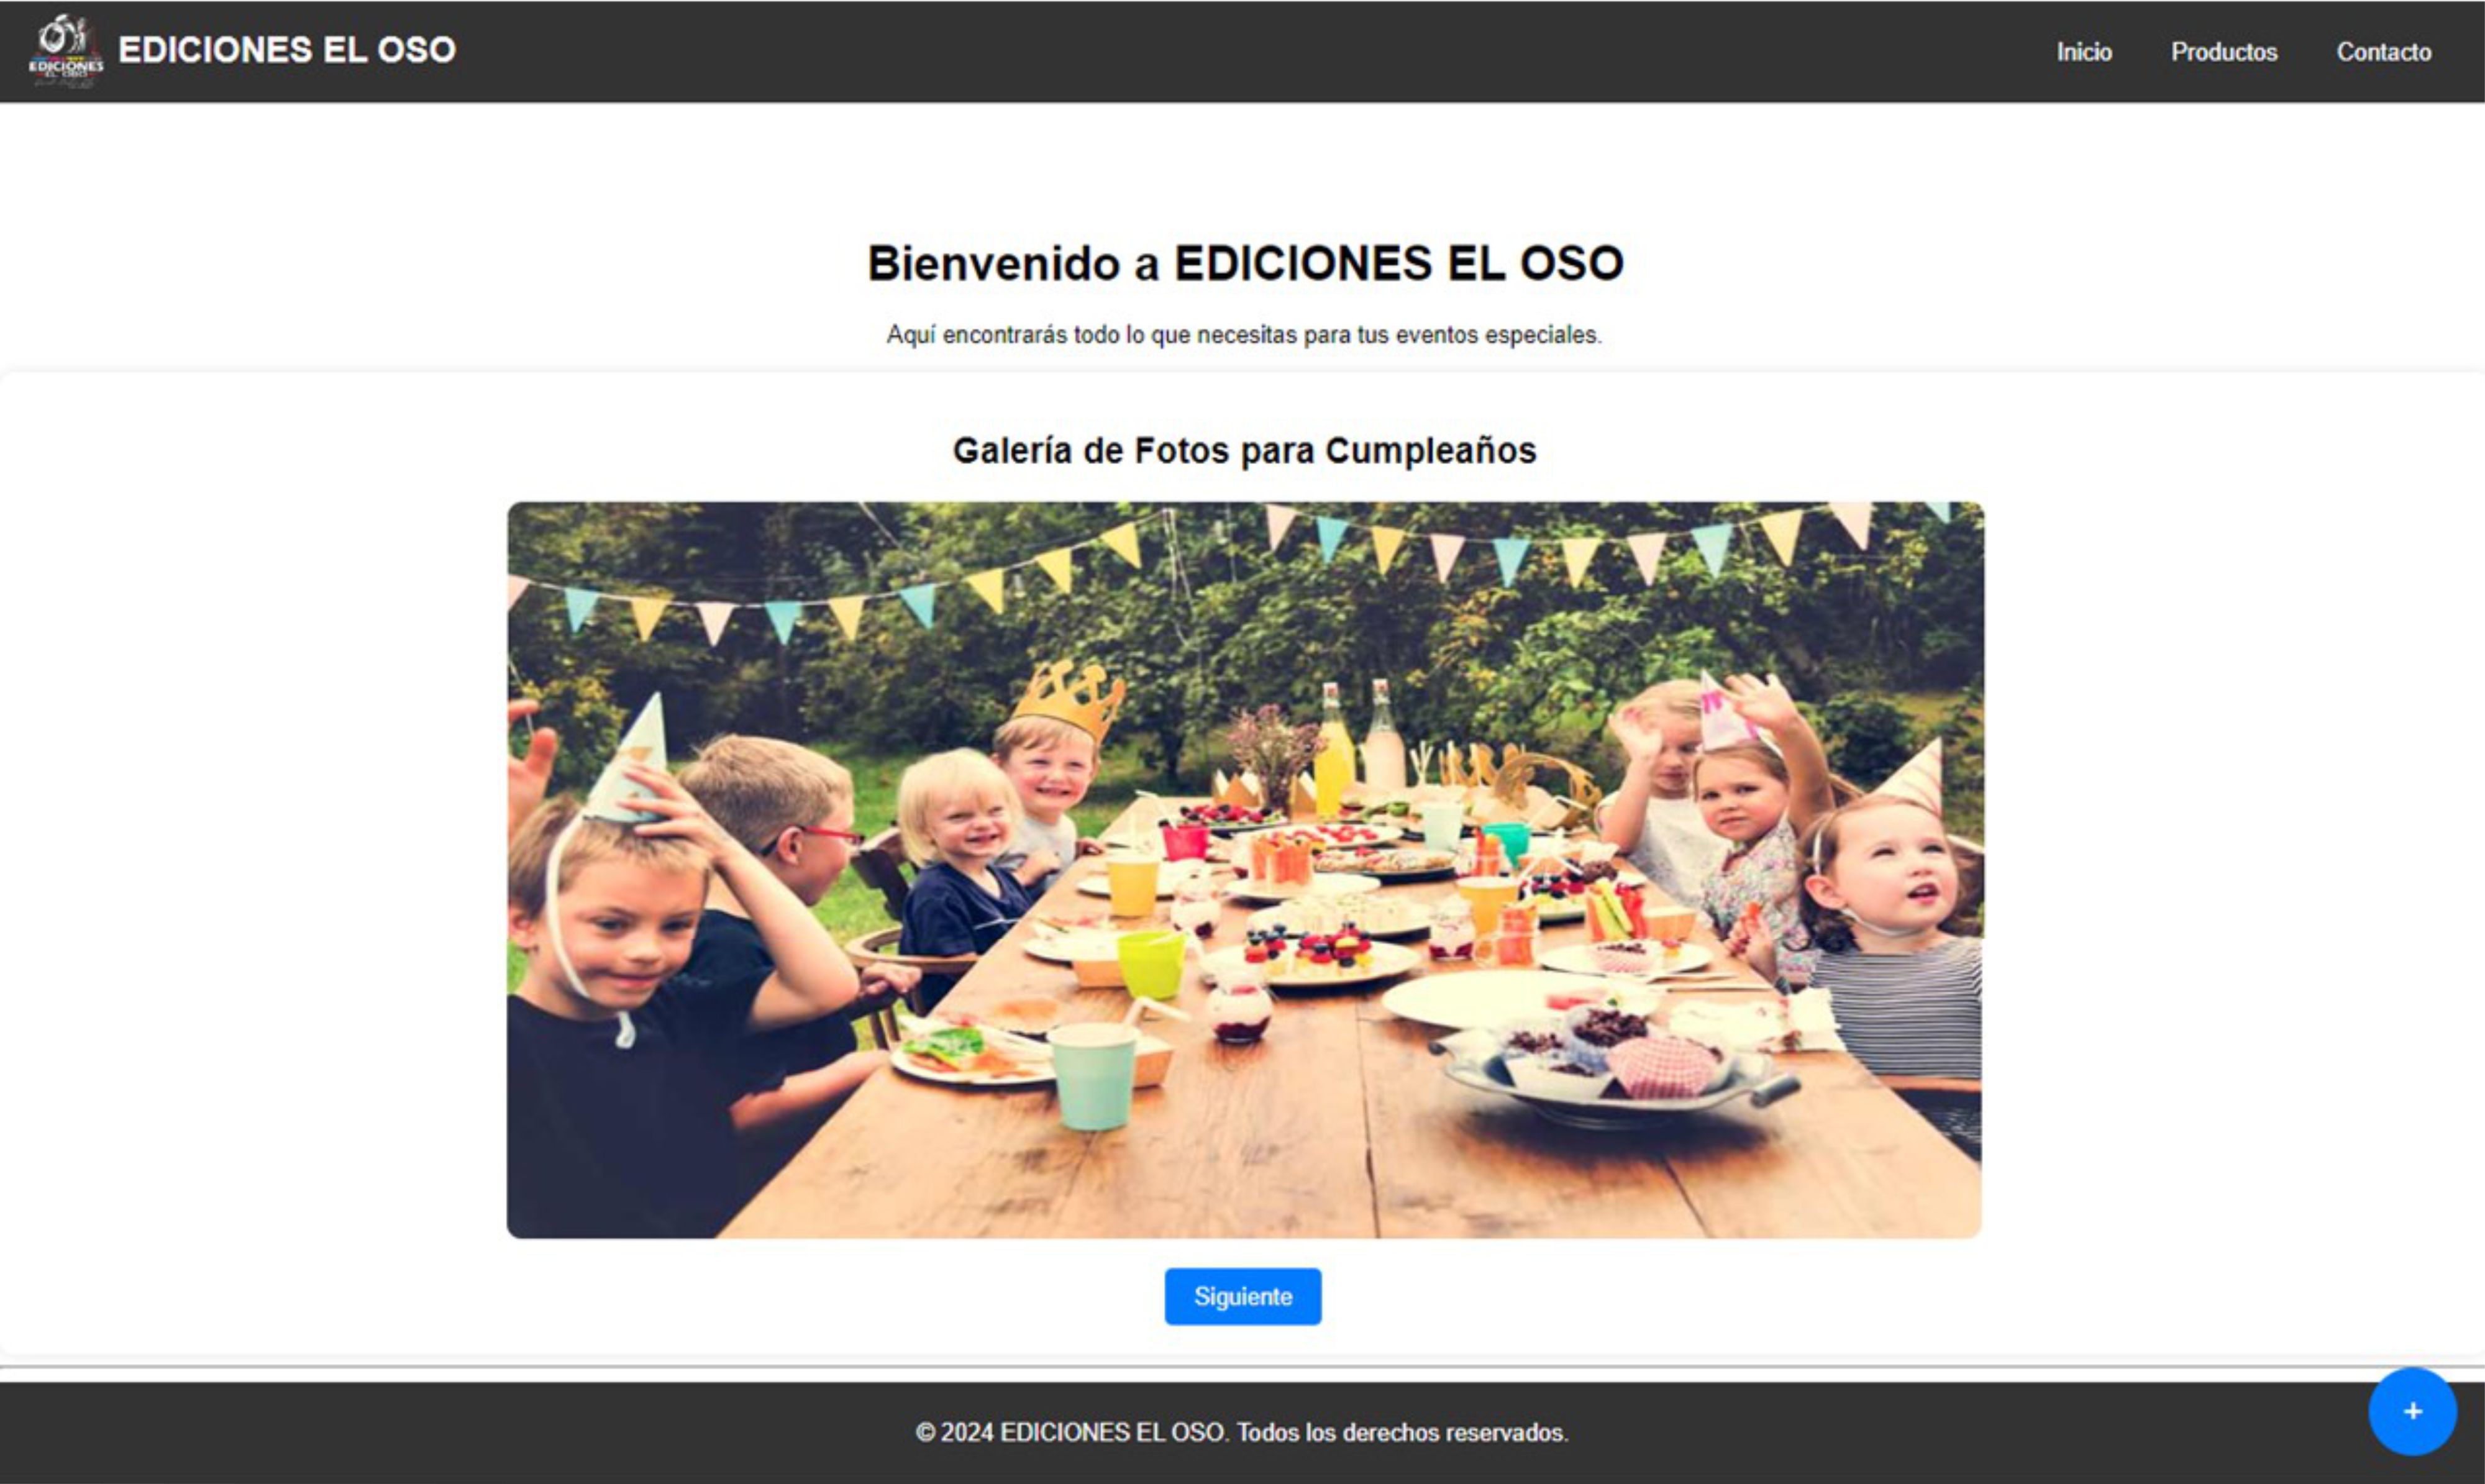 EDICIONES
EL OSO
EDICIONES EL OSO
Inicio
Productos
Contacto
Bienvenido a EDICIONES EL OSO
Aquí encontrarás todo lo que necesitas para tus eventos especiales.
Galería de Fotos para Cumpleaños
Siguiente
+
© 2024 EDICIONES EL OSO. Todos los derechos reservados.